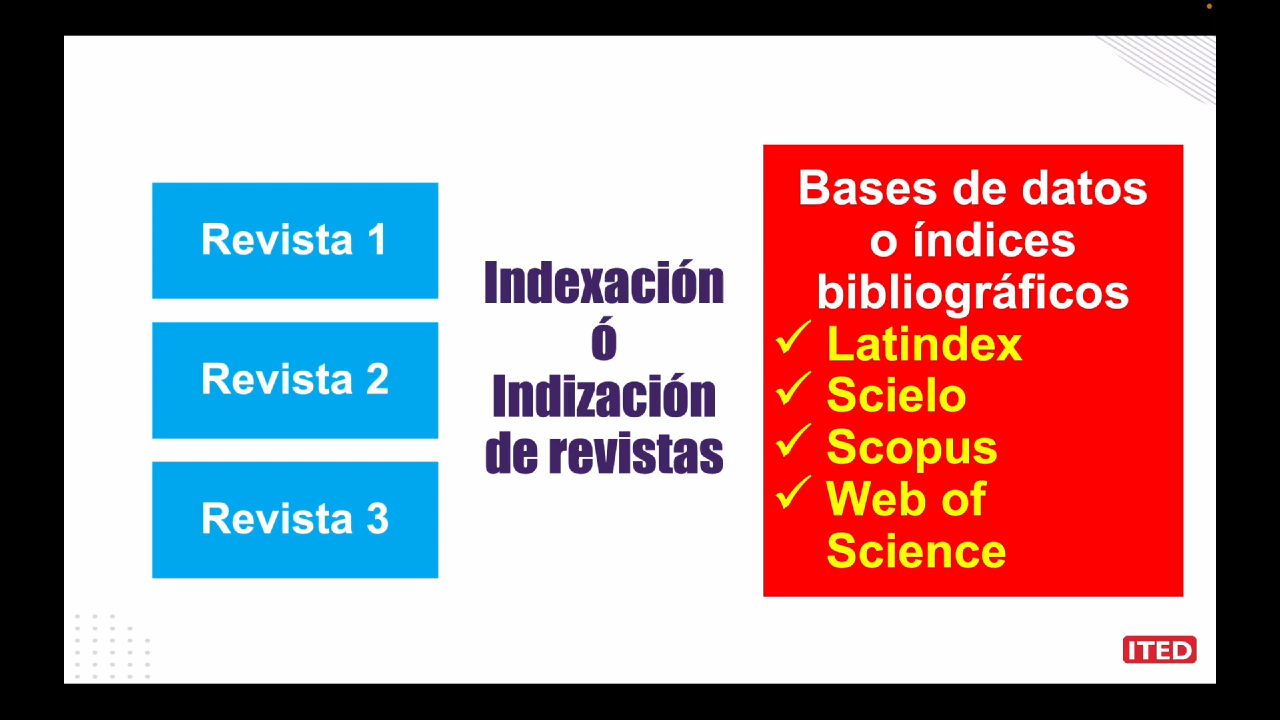 Revista 1
Revista 2
Revista 3
Indexación
ó
Indización
de revistas
Bases de datos
o índices
bibliográficos
✓ Latindex
✓ Scielo
✓ Scopus
✓ Web of
Science
ITED